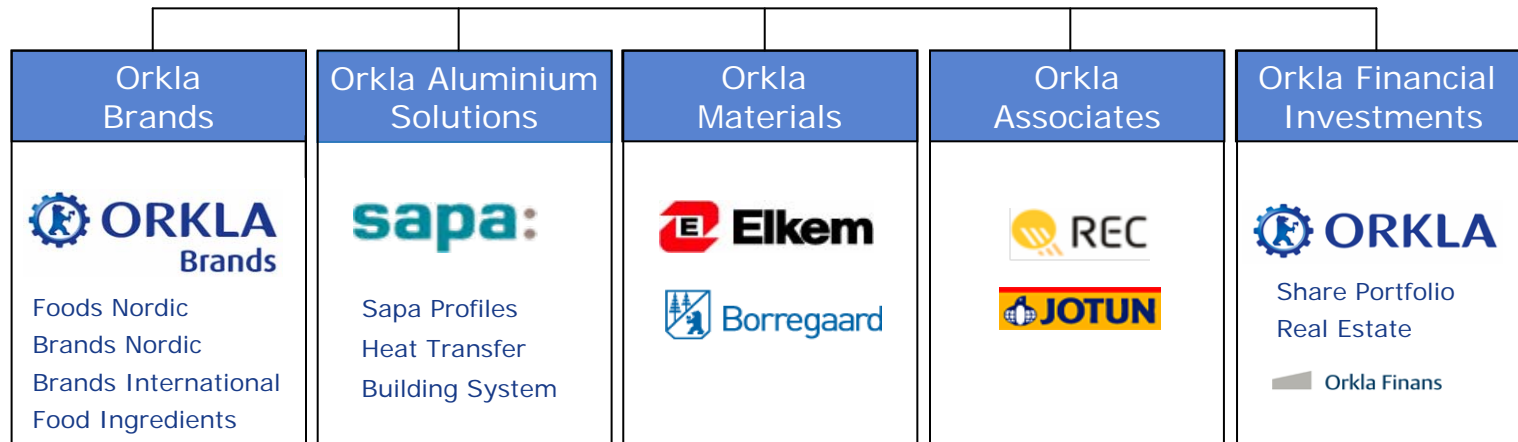 Orkla
Brands
ORKLA
Brands
Foods Nordic
Brands Nordic
Brands International
Food Ingredients
Orkla Aluminium
Solutions
sapa:
Sapa Profiles
Heat Transfer
Building System
Orkla
Materials
E Elkem
Borregaard
Orkla
Associates
REC
JOTUN
Orkla Financial
Investments
ORKLA
Share Portfolio
Real Estate
Orkla Finans